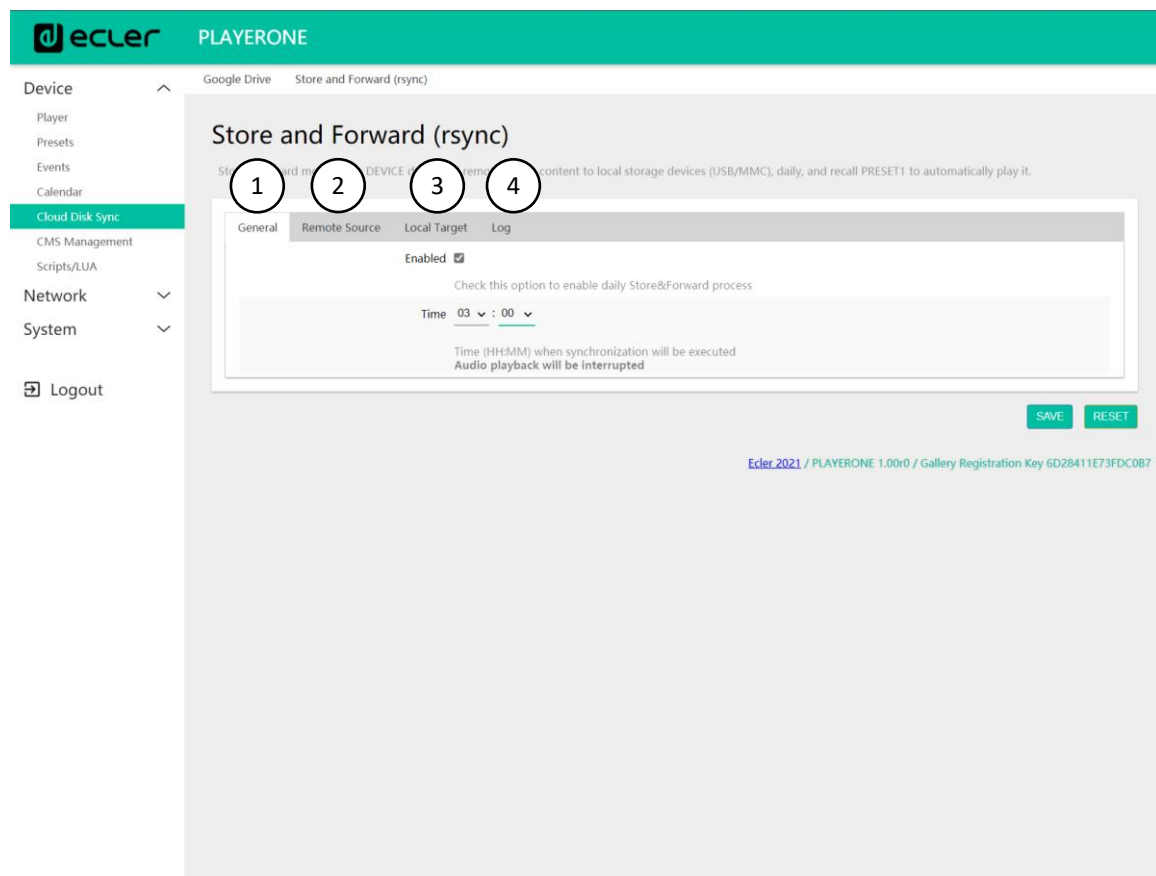 ecler
PLAYERONE
Google Drive Store and Forward (rsync)
Device
Player
Presets
Events
Calendar
Cloud Disk Sync
CMS Management
Scripts/LUA
Network
System
Logout
Store and Forward (rsync)
DEVICE content to local storage devices (USB/MMC), daily, and recall PRESET1 to automatically play it.
1 2 3 4
General Remote Source Local Target Log
Enabled
Check this option to enable daily Store&Forward process
Time 03 : 00
Time (HH:MM) when synchronization will be executed
Audio playback will be interrupted
SAVE RESET
Ecler 2021 / PLAYERONE 1.00r0 / Gallery Registration Key 6D28411E73FDC0B7